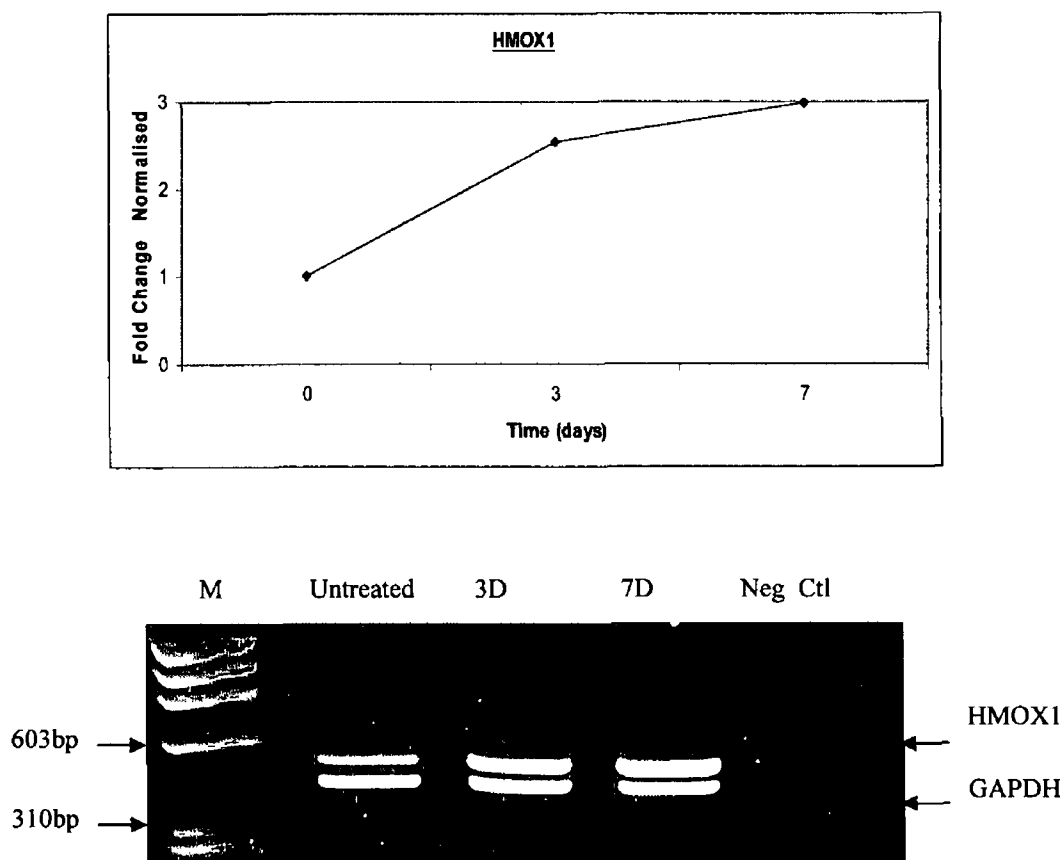 HMOX1
Fold Change Normalised
3
2
1
0
0 3 7
Time (days)
M Untreated 3D 7D Neg Ctl
603bp
HMOX1
GAPDH
310bp